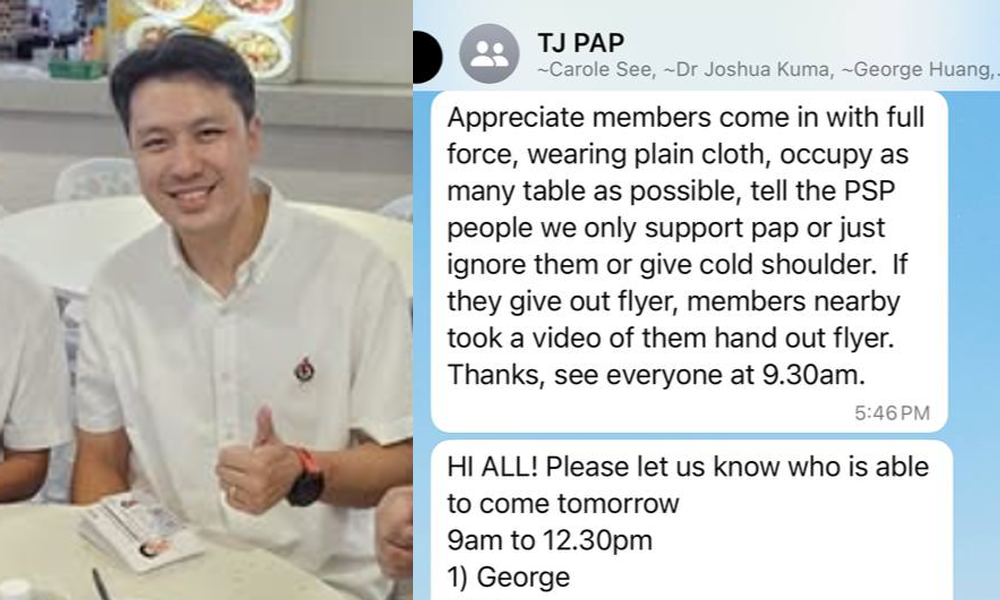 TJ PAP
~Carole See, ~Dr Joshua Kuma, ~George Huang,..
Appreciate members come in with full
force, wearing plain cloth, occupy as
many table as possible, tell the PSP
people we only support pap or just
ignore them or give cold shoulder.  If
they give out flyer, members nearby
took a video of them hand out flyer.
Thanks, see everyone at 9.30am.
5:46 PM
HI ALL! Please let us know who is able
to come tomorrow
9am to 12.30pm
1) George